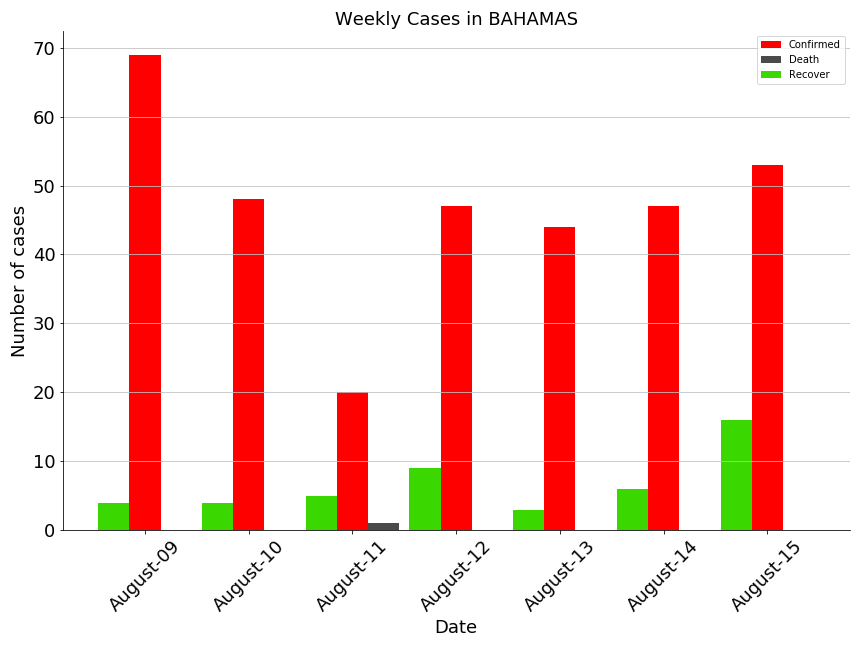 Weekly Cases in BAHAMAS
Confirmed
Death
Recover
Number of cases
70
60
50
40
30
20
10
0
August-09
August-10
August-11
August-12
August-13
August-14
August-15
Date